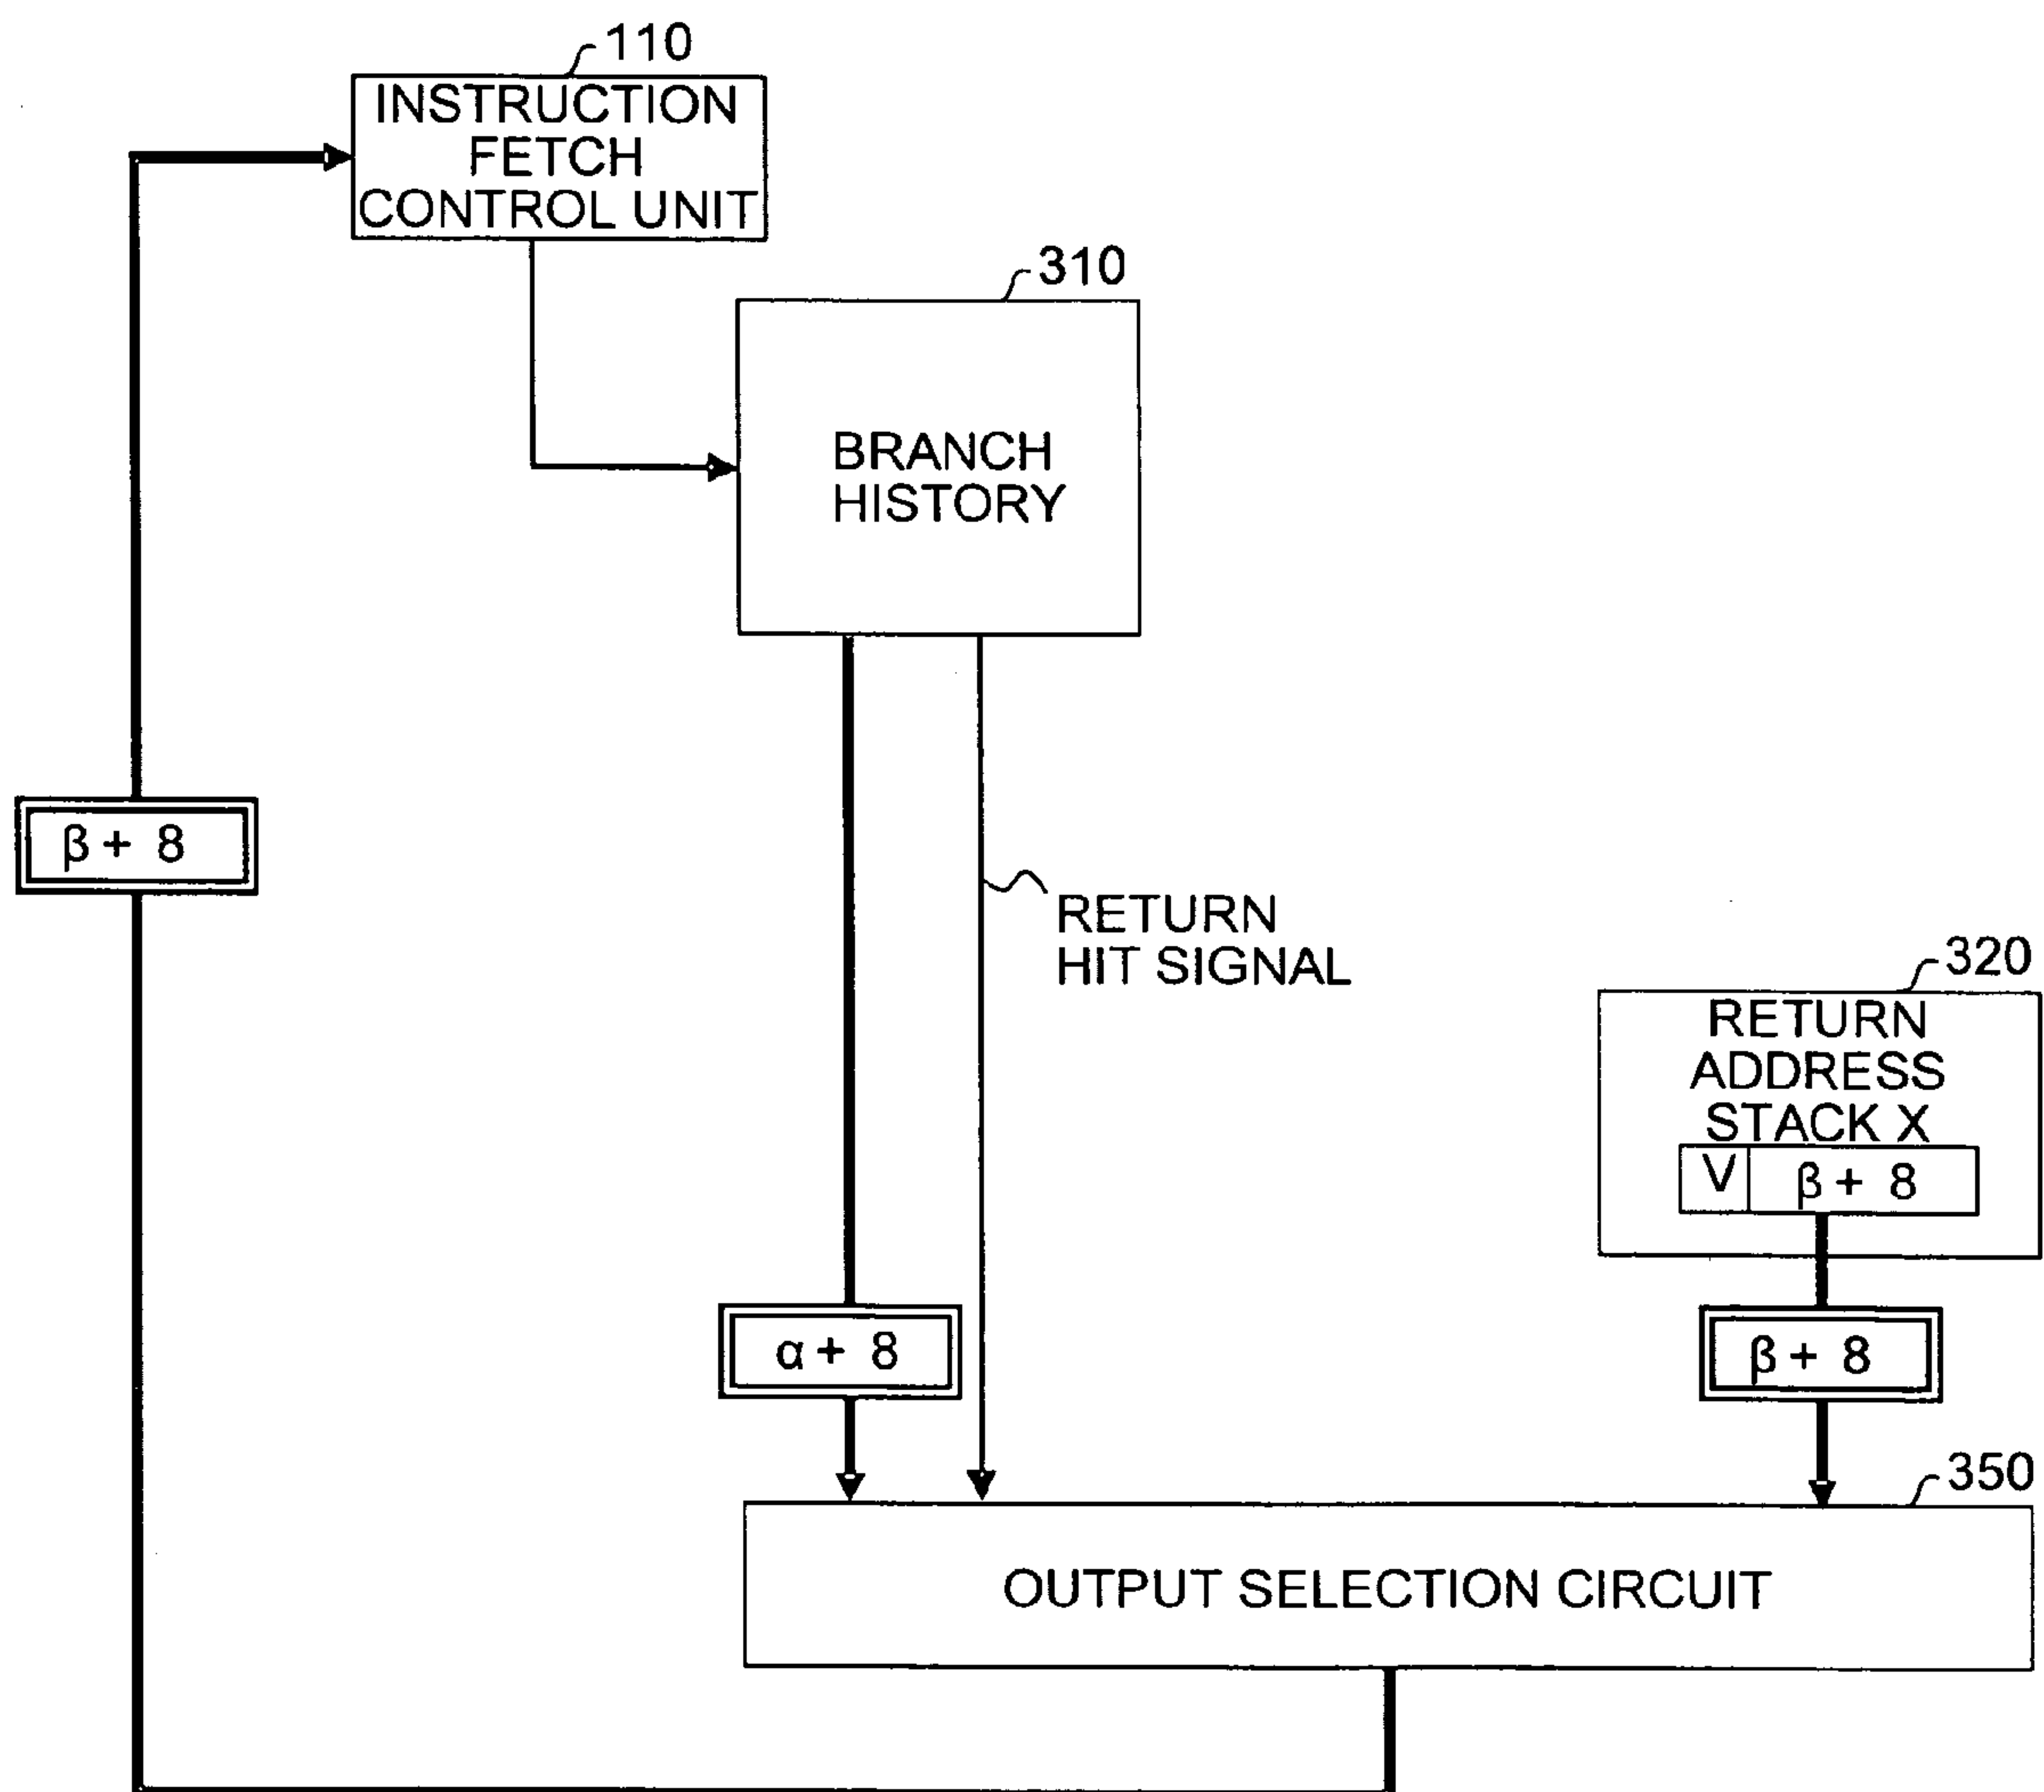 110
INSTRUCTION
FETCH
CONTROL UNIT
310
BRANCH
HISTORY
β + 8
RETURN
HIT SIGNAL
320
RETURN
ADDRESS
STACK X
V β + 8
α + 8
β + 8
350
OUTPUT SELECTION CIRCUIT